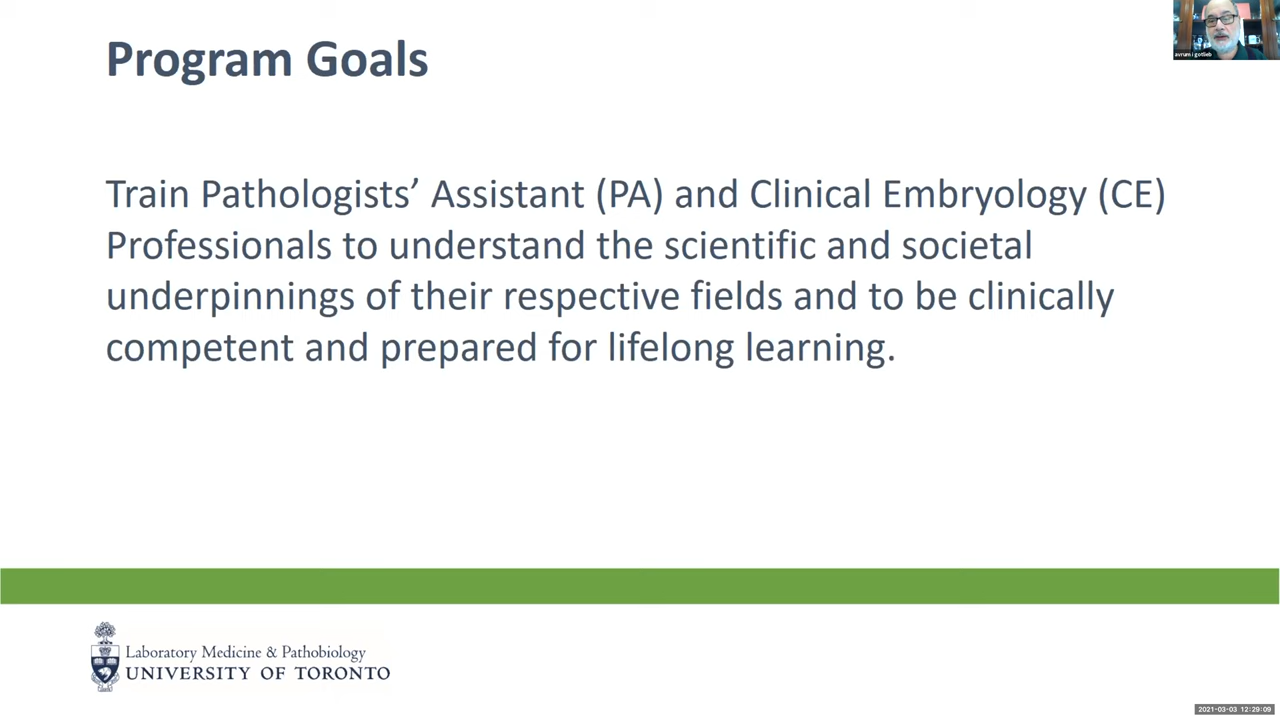 Program Goals
avrum i gotlieb
Train Pathologists’ Assistant (PA) and Clinical Embryology (CE)
Professionals to understand the scientific and societal
underpinnings of their respective fields and to be clinically
competent and prepared for lifelong learning.
Laboratory Medicine & Pathobiology
UNIVERSITY OF TORONTO
2021-03-03 12:29:09